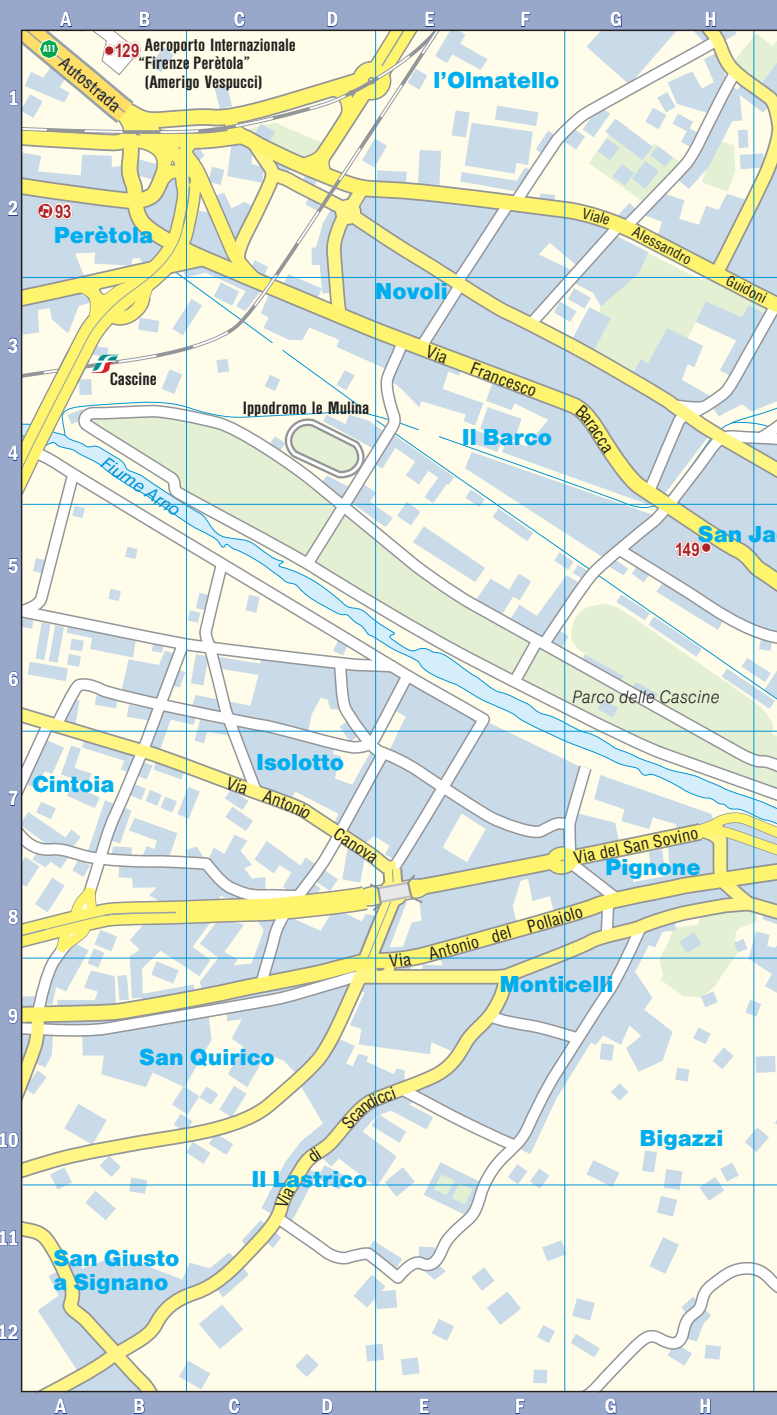 A B C D E F G H
A11
Autostrada
129 Aeroporto Internazionale
“Firenze Perètola”
(Amerigo Vespucci)
l’Olmatello
1
2
93
Perètola
Viale Alessandro Guidoni
Novoli
3
Cascine
Via Francesco Baracca
Ippodromo le Mulina
Il Barco
4
Fiume Arno
San Ja
149
5
6
Parco delle Cascine
Isolotto
Cintoia
7
Via Antonio Canova
Via del San Sovino
Pignone
8
Via Antonio del Pollaiolo
Monticelli
9
San Quirico
Via di Scandicci
10
Bigazzi
Il Lastrico
11
San Giusto
a Signano
12
A B C D E F G H